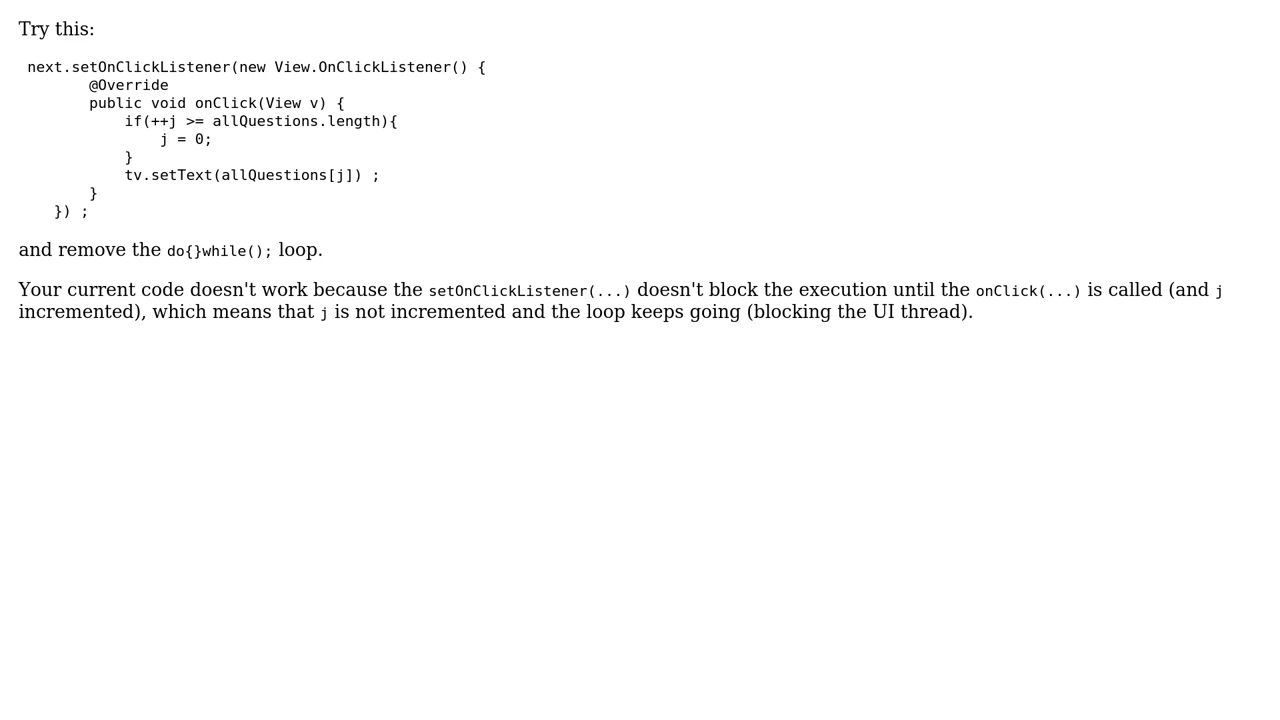 Try this:
next.setOnClickListener(new View.OnClickListener() {
        @Override
        public void onClick(View v) {
            if(++j >= allQuestions.length){
                j = 0;
            }
            tv.setText(allQuestions[j]) ;
        }
    }) ;
and remove the do{}while(); loop.
Your current code doesn't work because the setOnClickListener(...) doesn't block the execution until the onClick(...) is called (and j
incremented), which means that j is not incremented and the loop keeps going (blocking the UI thread).